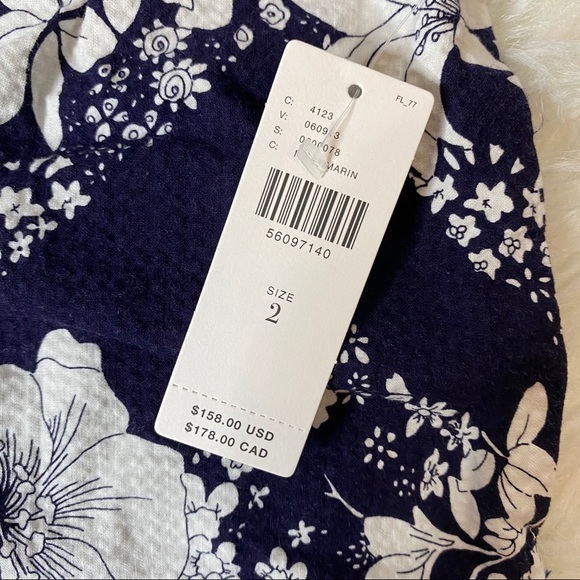 FL_77
C: 4123
V:
S:
C: MARIN
56097140
SIZE
2
$158.00 USD
$178.00 CAD